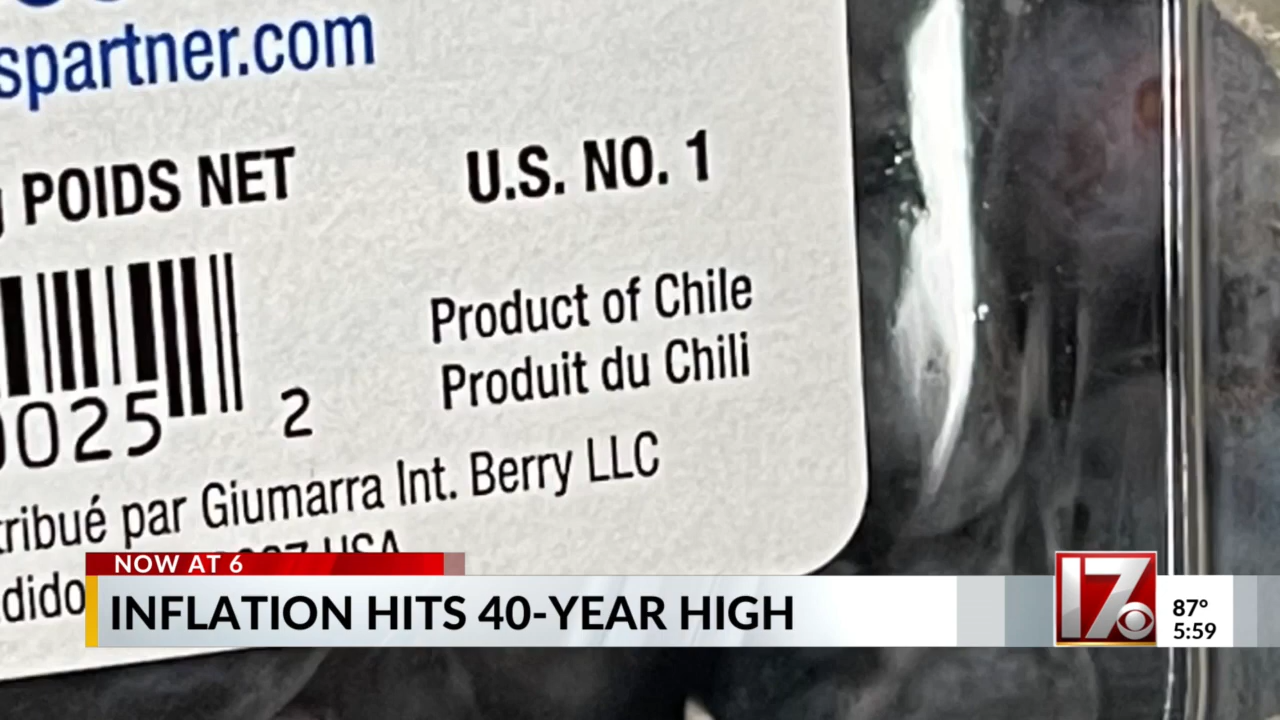 spartner.com
POIDS NET
U.S. NO. 1
Product of Chile
Produit du Chili
0025 2
tribué par Giumarra Int. Berry LLC
USA
NOW AT 6
INFLATION HITS 40-YEAR HIGH
17
87°
5:59